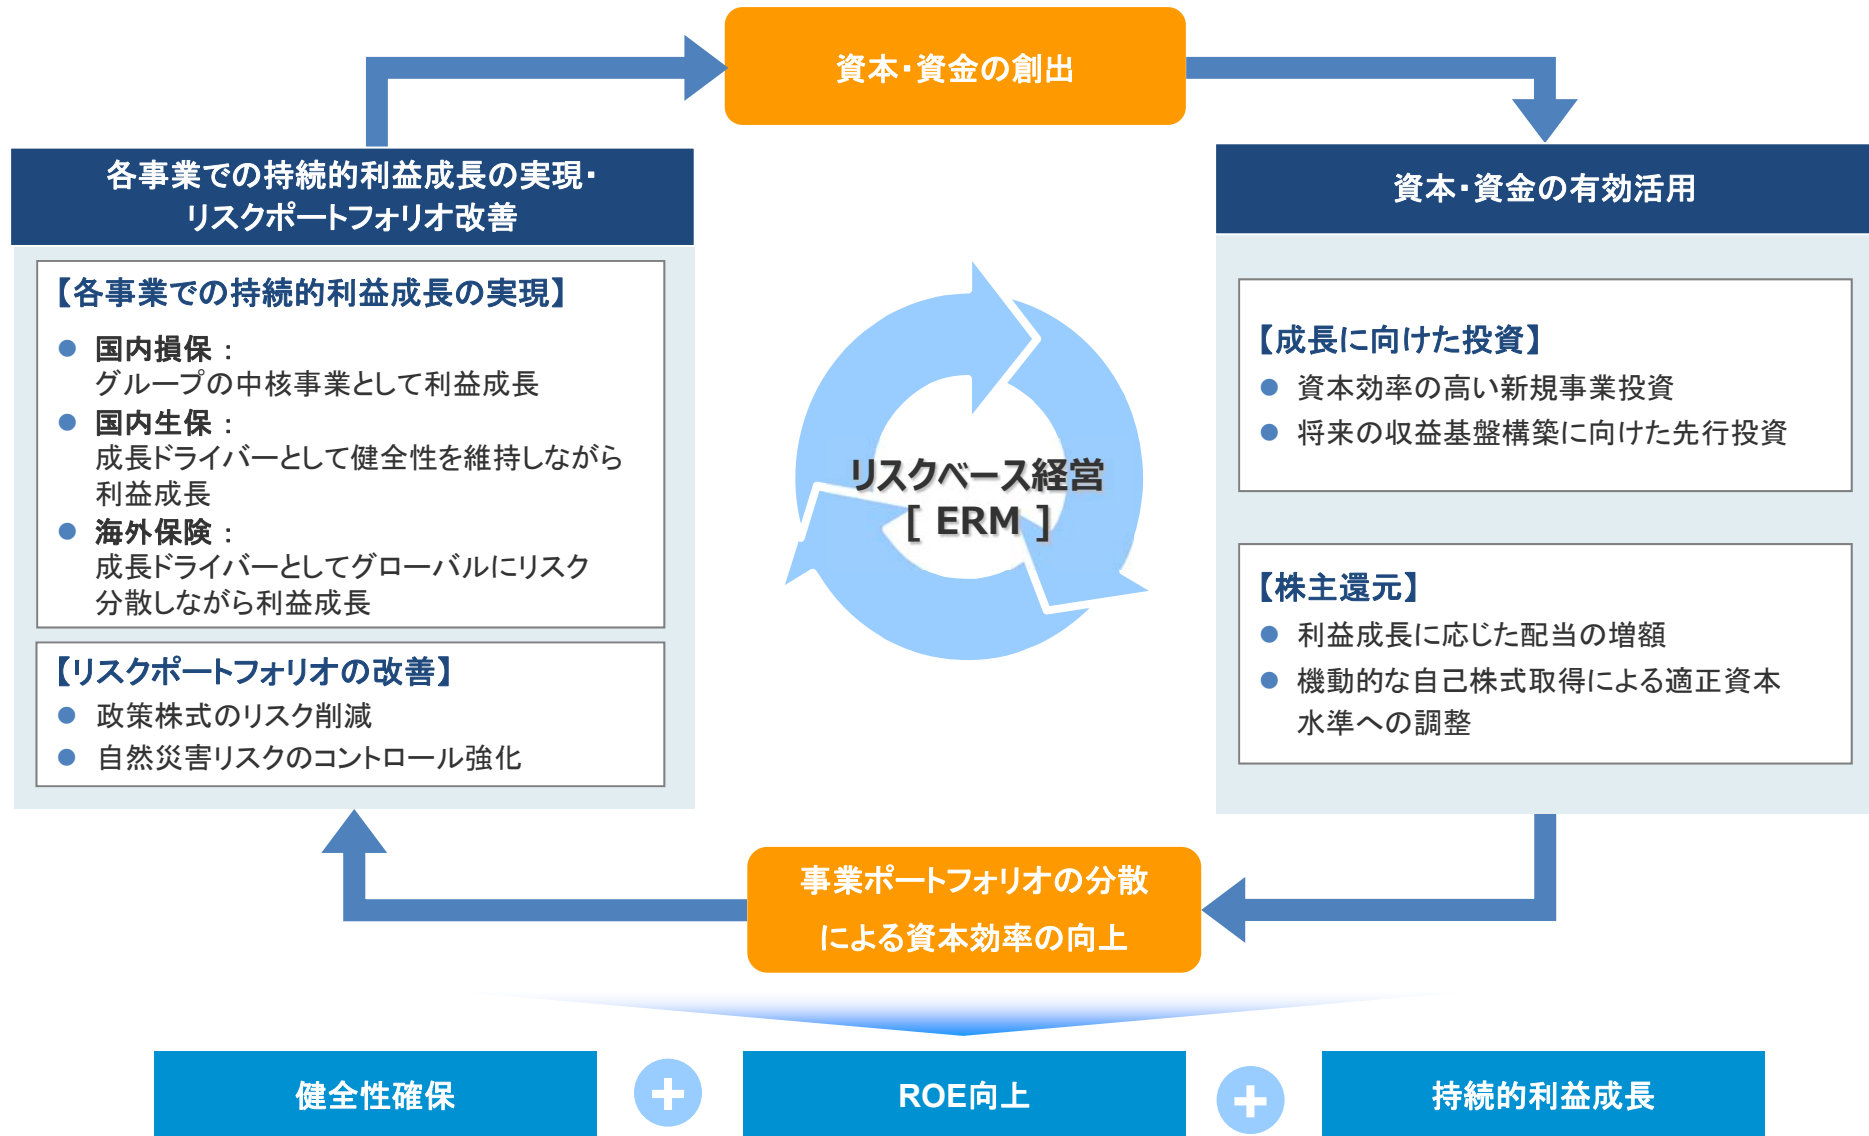 資本・資金の創出
各事業での持続的利益成長の実現・
リスクポートフォリオ改善
【各事業での持続的利益成長の実現】
● 国内損保：
グループの中核事業として利益成長
● 国内生保：
成長ドライバーとして健全性を維持しながら
利益成長
● 海外保険：
成長ドライバーとしてグローバルにリスク
分散しながら利益成長
【リスクポートフォリオの改善】
● 政策株式のリスク削減
● 自然災害リスクのコントロール強化
リスクベース経営
[ ERM ]
資本・資金の有効活用
【成長に向けた投資】
● 資本効率の高い新規事業投資
● 将来の収益基盤構築に向けた先行投資
【株主還元】
● 利益成長に応じた配当の増額
● 機動的な自己株式取得による適正資本
水準への調整
事業ポートフォリオの分散
による資本効率の向上
健全性確保
+
ROE向上
+
持続的利益成長